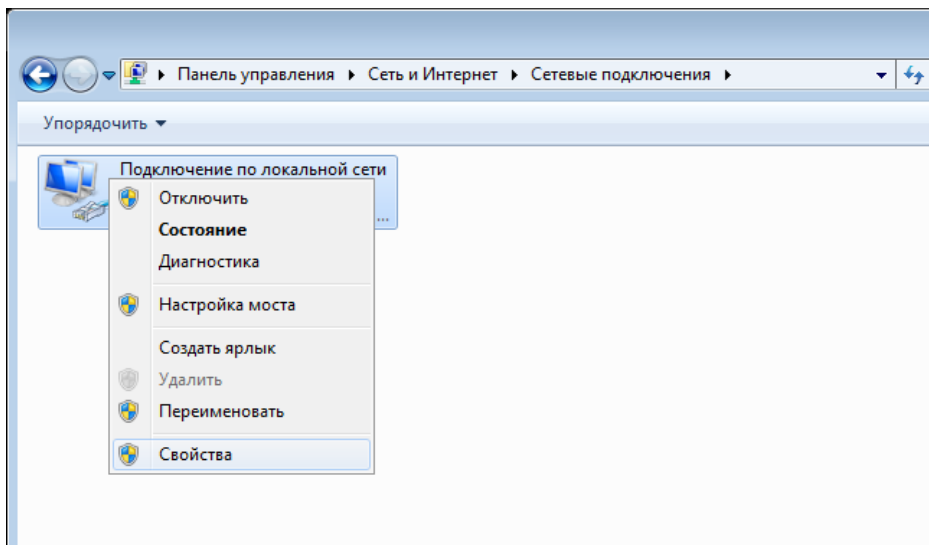 Панель управления Сеть и Интернет Сетевые подключения
Упорядочить
Подключение по локальной сети
...
Отключить
Состояние
Диагностика
Настройка моста
Создать ярлык
Удалить
Переименовать
Свойства